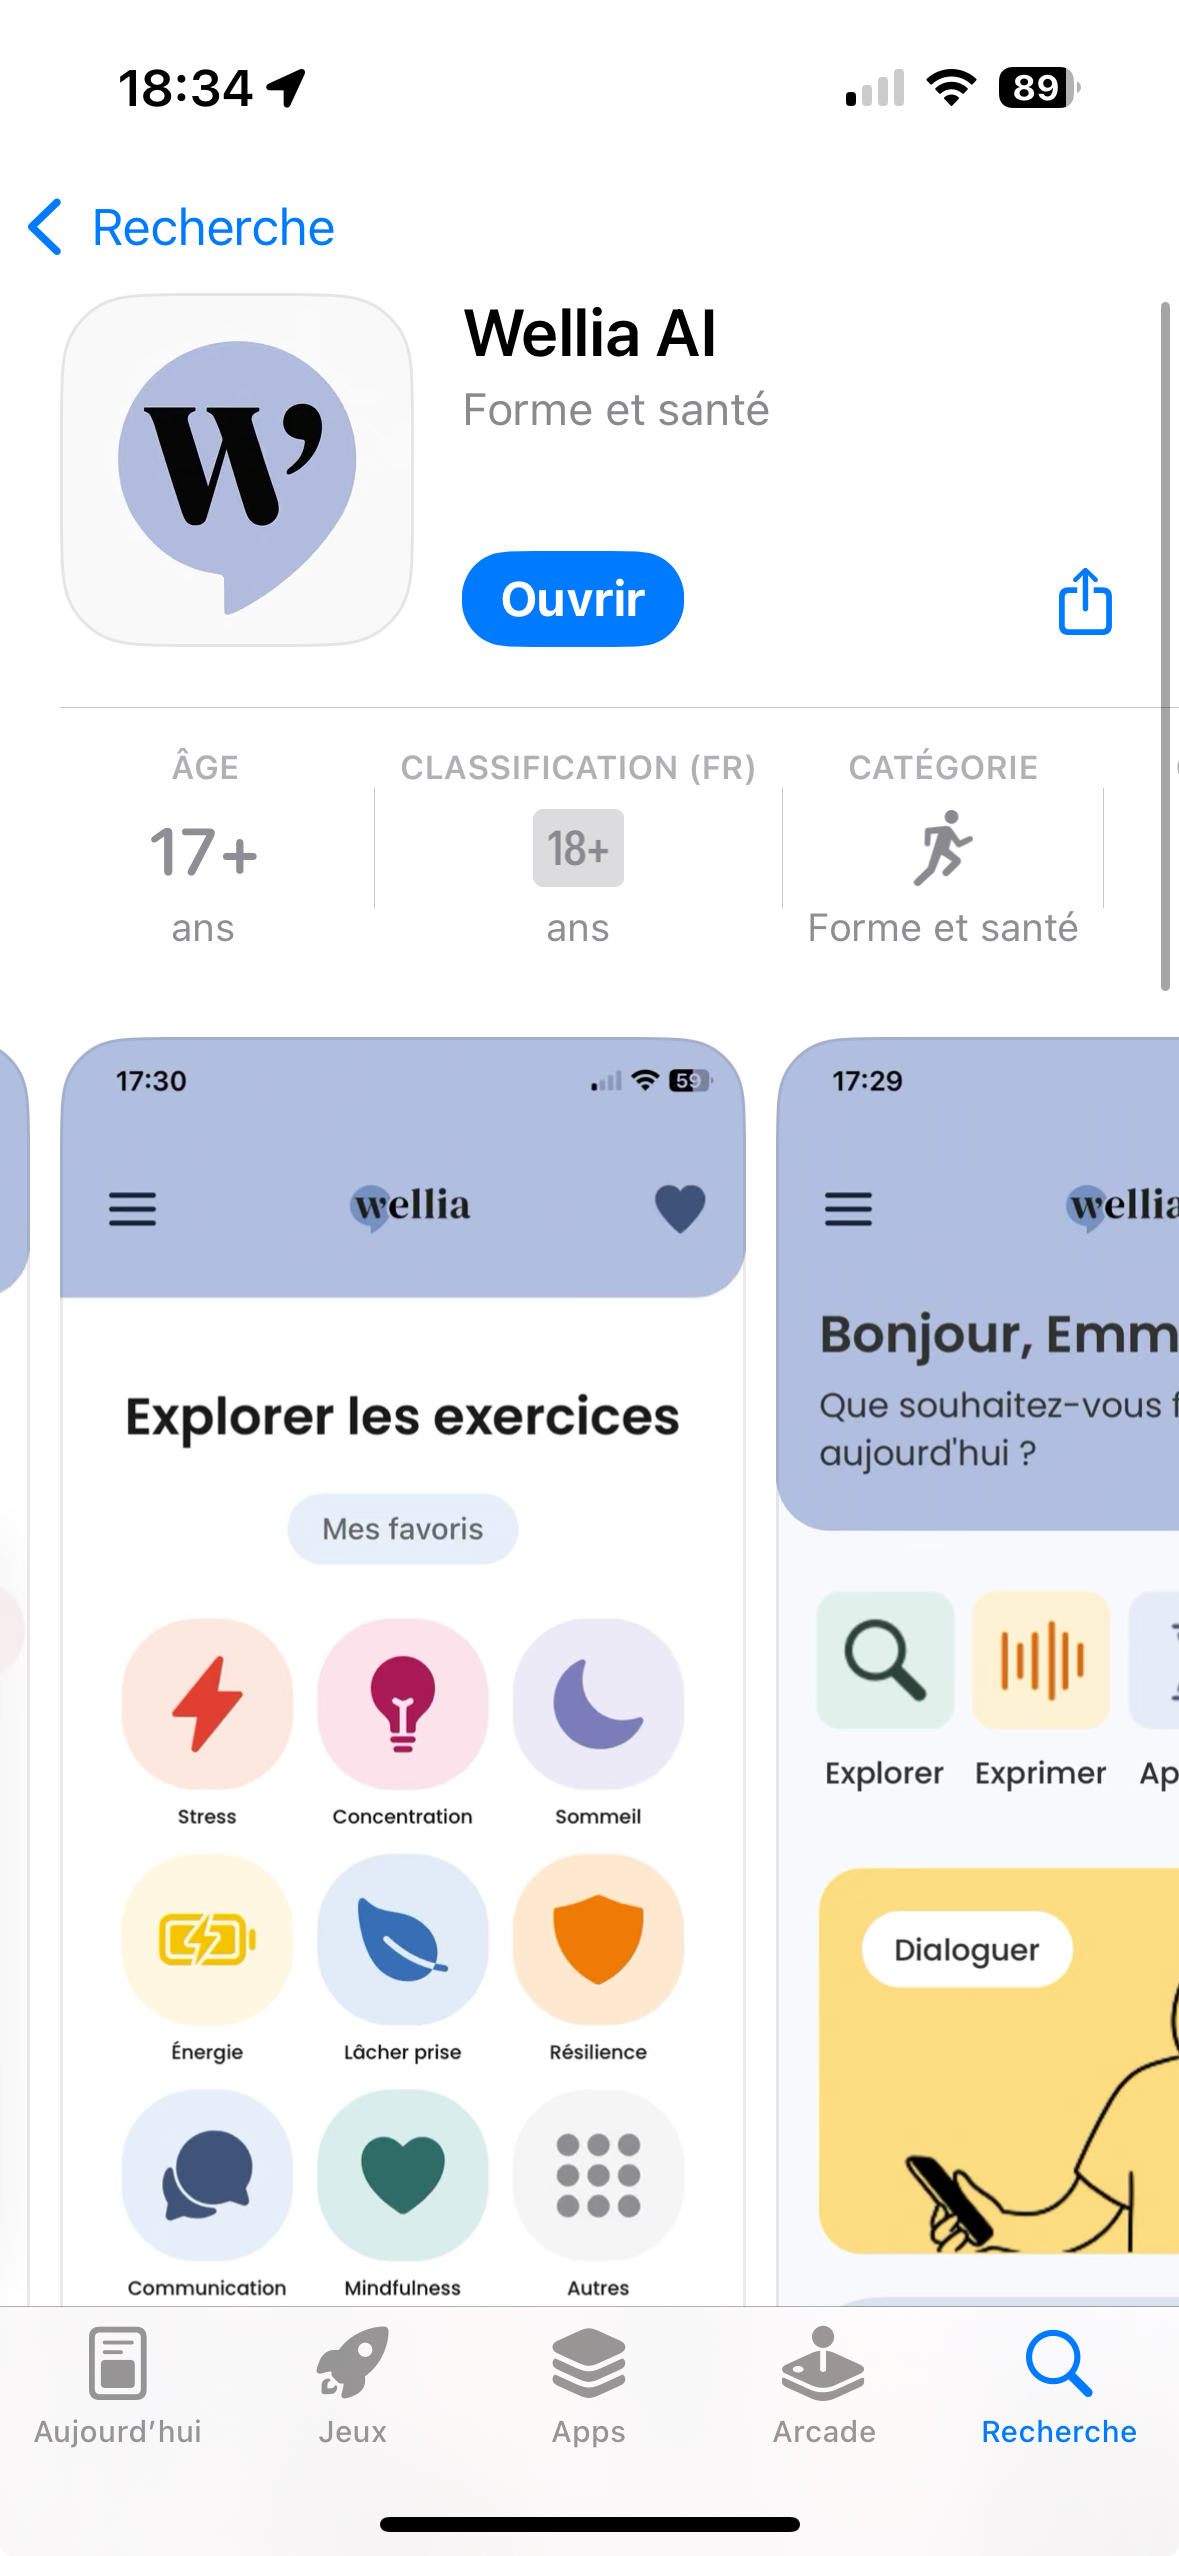 18:34
89
Recherche
Wellia AI
Forme et santé
W’
Ouvrir
ÂGE
17+
ans
CLASSIFICATION (FR)
18+
ans
CATÉGORIE
Forme et santé
17:30
59
wellia
Explorer les exercices
Mes favoris
Stress
Concentration
Sommeil
Énergie
Lâcher prise
Résilience
Communication
Mindfulness
Autres
17:29
wellia
Bonjour, Emm
Que souhaitez-vous f
aujourd'hui ?
Explorer
Exprimer
Ap
Dialoguer
Aujourd’hui
Jeux
Apps
Arcade
Recherche